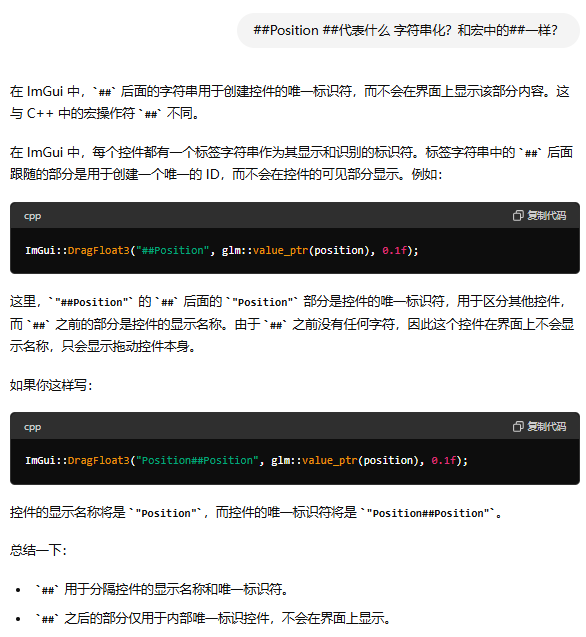 ##Position ##代表什么 字符串化？和宏中的##一样？
在 ImGui 中，`##` 后面的字符串用于创建控件的唯一标识符，而不会在界面上显示该部分内容。这
与 C++ 中的宏操作符 `##` 不同。
在 ImGui 中，每个控件都有一个标签字符串作为其显示和识别的标识符。标签字符串中的 `##` 后面
跟随的部分是用于创建一个唯一的 ID，而不会在控件的可见部分显示。例如：
cpp 复制代码
ImGui::DragFloat3("##Position", glm::value_ptr(position), 0.1f);
这里，`"##Position"` 的 `##` 后面的 `"Position"` 部分是控件的唯一标识符，用于区分其他控件，
而 `##` 之前的部分是控件的显示名称。由于 `##` 之前没有任何字符，因此这个控件在界面上不会显
示名称，只会显示拖动控件本身。
如果你这样写：
cpp 复制代码
ImGui::DragFloat3("Position##Position", glm::value_ptr(position), 0.1f);
控件的显示名称将是 `"Position"`，而控件的唯一标识符将是 `"Position##Position"`。
总结一下：
• `##` 用于分隔控件的显示名称和唯一标识符。
• `##` 之后的部分仅用于内部唯一标识控件，不会在界面上显示。